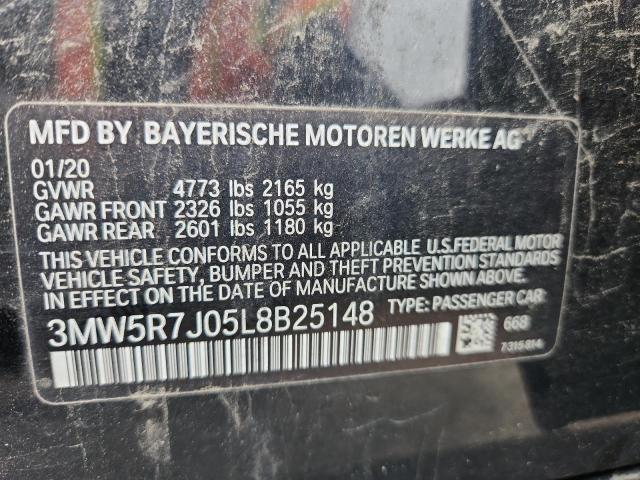 MFD BY BAYERISCHE MOTOREN WERKE AG
01/20
GVWR 4773 lbs 2165 kg
GAWR FRONT 2326 lbs 1055 kg
GAWR REAR 2601 lbs 1180 kg
THIS VEHICLE CONFORMS TO ALL APPLICABLE U.S.FEDERAL MOTOR
VEHICLE SAFETY, BUMPER AND THEFT PREVENTION STANDARDS
IN EFFECT ON THE DATE OF MANUFACTURE SHOWN ABOVE.
3MW5R7J05L8B25148 TYPE: PASSENGER CAR
668
7315814